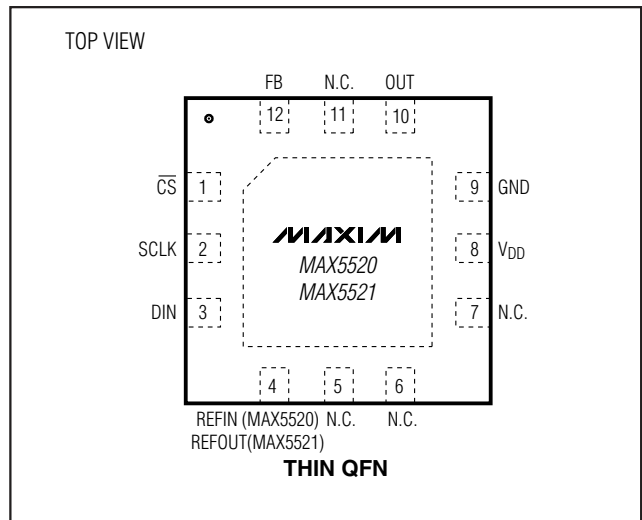 TOP VIEW
FB N.C. OUT
12 11 10
CS 1 9 GND
MAXIM
SCLK 2 MAX5520 8 VDD
MAX5521
DIN 3 7 N.C.
4 5 6
REFIN (MAX5520) N.C. N.C.
REFOUT(MAX5521)
THIN QFN